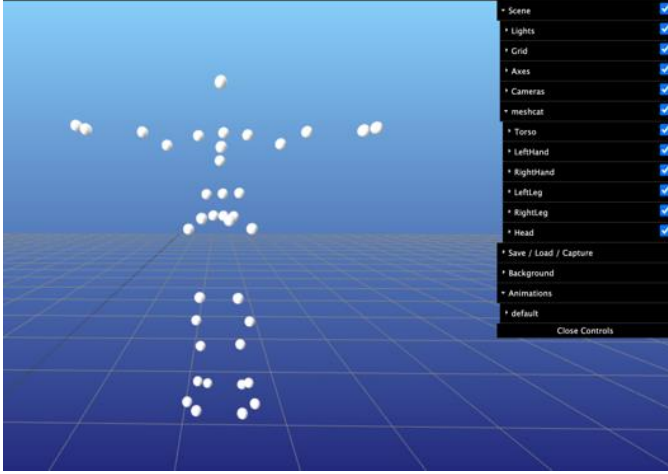 Scene
Lights
Grid
Axes
Cameras
meshcat
Torso
LeftHand
RightHand
LeftLeg
RightLeg
Head
Save / Load / Capture
Background
Animations
default
Close Controls